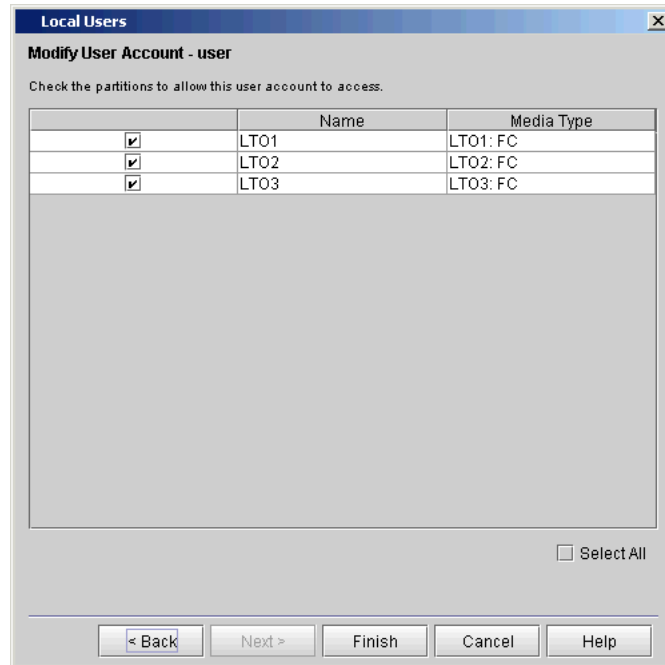 Local Users
Modify User Account - user
Check the partitions to allow this user account to access.
Name Media Type
LTO1 LTO1: FC
LTO2 LTO2: FC
LTO3 LTO3: FC
Select All
< Back Next > Finish Cancel Help